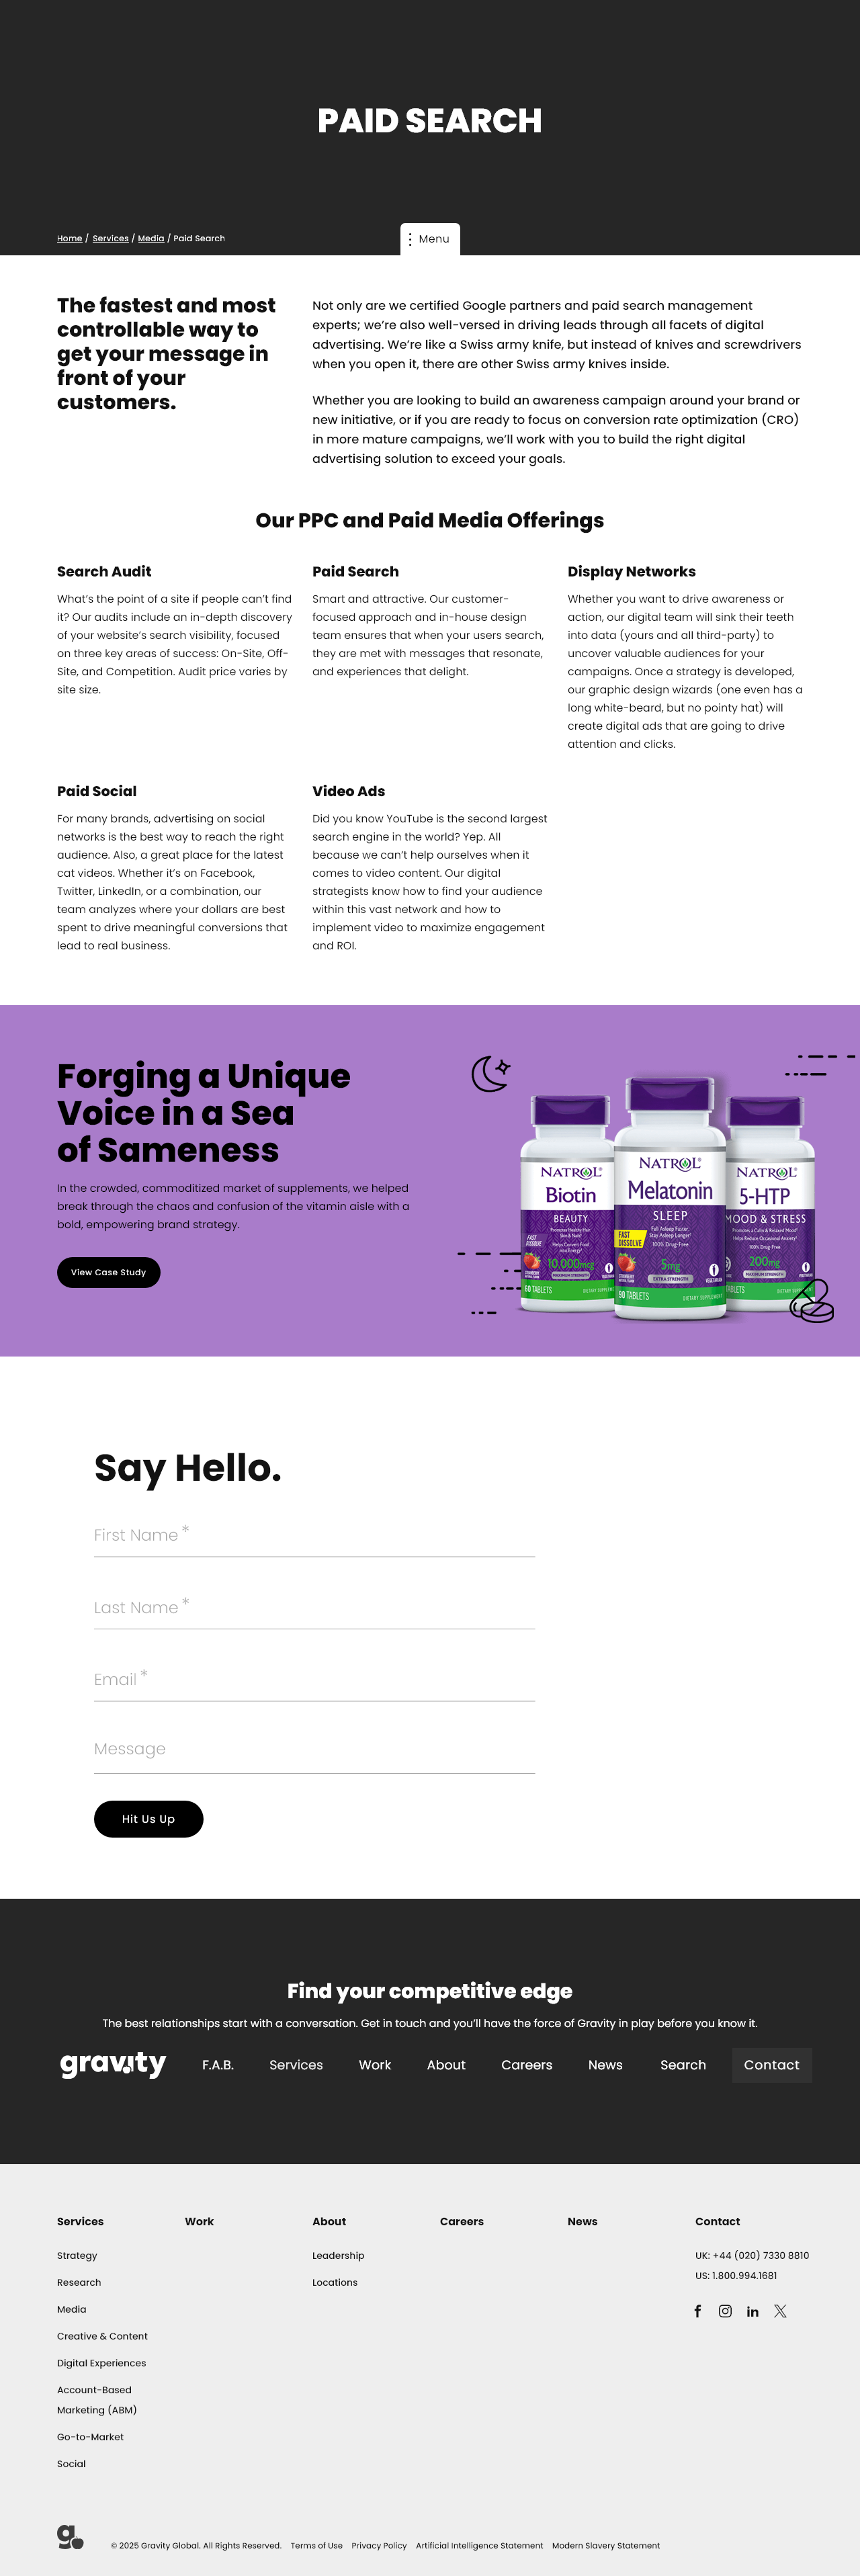 PAID SEARCH
Home / Services / Media / Paid Search
Menu
The fastest and most
controllable way to
get your message in
front of your
customers.
Not only are we certified Google partners and paid search management
experts; we’re also well-versed in driving leads through all facets of digital
advertising. We’re like a Swiss army knife, but instead of knives and screwdrivers
when you open it, there are other Swiss army knives inside.
Whether you are looking to build an awareness campaign around your brand or
new initiative, or if you are ready to focus on conversion rate optimization (CRO)
in more mature campaigns, we’ll work with you to build the right digital
advertising solution to exceed your goals.
Our PPC and Paid Media Offerings
Search Audit
What’s the point of a site if people can’t find
it? Our audits include an in-depth discovery
of your website’s search visibility, focused
on three key areas of success: On-Site, Off-
Site, and Competition. Audit price varies by
site size.
Paid Search
Smart and attractive. Our customer-
focused approach and in-house design
team ensures that when your users search,
they are met with messages that resonate,
and experiences that delight.
Display Networks
Whether you want to drive awareness or
action, our digital team will sink their teeth
into data (yours and all third-party) to
uncover valuable audiences for your
campaigns. Once a strategy is developed,
our graphic design wizards (one even has a
long white-beard, but no pointy hat) will
create digital ads that are going to drive
attention and clicks.
Paid Social
For many brands, advertising on social
networks is the best way to reach the right
audience. Also, a great place for the latest
cat videos. Whether it’s on Facebook,
Twitter, LinkedIn, or a combination, our
team analyzes where your dollars are best
spent to drive meaningful conversions that
lead to real business.
Video Ads
Did you know YouTube is the second largest
search engine in the world? Yep. All
because we can’t help ourselves when it
comes to video content. Our digital
strategists know how to find your audience
within this vast network and how to
implement video to maximize engagement
and ROI.
Forging a Unique
Voice in a Sea
of Sameness
In the crowded, commoditized market of supplements, we helped
break through the chaos and confusion of the vitamin aisle with a
bold, empowering brand strategy.
View Case Study
NATROL
Biotin
BEAUTY
FAST
DISSOLVE
10,000mcg
MAXIMUM STRENGTH
60 TABLETS
NATROL
Melatonin
SLEEP
Fall Asleep Faster,
Stay Asleep Longer
100% Drug-Free
FAST
DISSOLVE
5mg
EXTRA STRENGTH
90 TABLETS
DIETARY SUPPLEMENT
NATROL
5-HTP
MOOD & STRESS
100% Drug-Free
200mg
MAXIMUM STRENGTH
TABLETS
Say Hello.
First Name *
Last Name *
Email *
Message
Hit Us Up
Find your competitive edge
The best relationships start with a conversation. Get in touch and you’ll have the force of Gravity in play before you know it.
gravity
F.A.B.
Services
Work
About
Careers
News
Search
Contact
Services
Strategy
Research
Media
Creative & Content
Digital Experiences
Account-Based
Marketing (ABM)
Go-to-Market
Social
Work
About
Leadership
Locations
Careers
News
Contact
UK: +44 (020) 7330 8810
US: 1.800.994.1681
g
© 2025 Gravity Global. All Rights Reserved. Terms of Use Privacy Policy Artificial Intelligence Statement Modern Slavery Statement